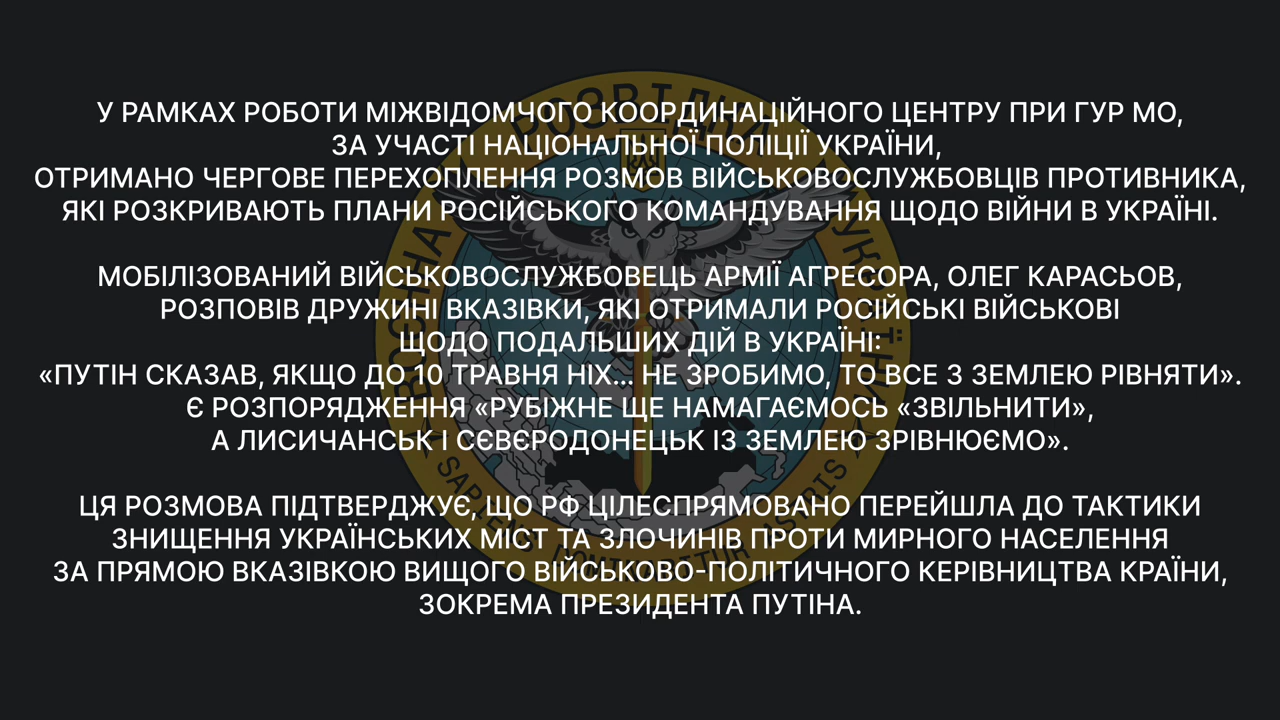 У РАМКАХ РОБОТИ МІЖВІДОМЧОГО КООРДИНАЦІЙНОГО ЦЕНТРУ ПРИ ГУР МО,
ЗА УЧАСТІ НАЦІОНАЛЬНОЇ ПОЛІЦІЇ УКРАЇНИ,
ОТРИМАНО ЧЕРГОВЕ ПЕРЕХОПЛЕННЯ РОЗМОВ ВІЙСЬКОВОСЛУЖБОВЦІВ ПРОТИВНИКА,
ЯКІ РОЗКРИВАЮТЬ ПЛАНИ РОСІЙСЬКОГО КОМАНДУВАННЯ ЩОДО ВІЙНИ В УКРАЇНІ.
МОБІЛІЗОВАНИЙ ВІЙСЬКОВОСЛУЖБОВЕЦЬ АРМІЇ АГРЕСОРА, ОЛЕГ КАРАСЬОВ,
РОЗПОВІВ ДРУЖИНІ ВКАЗІВКИ, ЯКІ ОТРИМАЛИ РОСІЙСЬКІ ВІЙСЬКОВІ
ЩОДО ПОДАЛЬШИХ ДІЙ В УКРАЇНІ:
«ПУТІН СКАЗАВ, ЯКЩО ДО 10 ТРАВНЯ НІХ... НЕ ЗРОБИМО, ТО ВСЕ З ЗЕМЛЕЮ РІВНЯТИ».
Є РОЗПОРЯДЖЕННЯ «РУБІЖНЕ ЩЕ НАМАГАЄМОСЬ «ЗВІЛЬНИТИ»,
А ЛИСИЧАНСЬК І СЄВЄРОДОНЕЦЬК ІЗ ЗЕМЛЕЮ ЗРІВНЮЄМО».
ЦЯ РОЗМОВА ПІДТВЕРДЖУЄ, ЩО РФ ЦІЛЕСПРЯМОВАНО ПЕРЕЙШЛА ДО ТАКТИКИ
ЗНИЩЕННЯ УКРАЇНСЬКИХ МІСТ ТА ЗЛОЧИНІВ ПРОТИ МИРНОГО НАСЕЛЕННЯ
ЗА ПРЯМОЮ ВКАЗІВКОЮ ВИЩОГО ВІЙСЬКОВО-ПОЛІТИЧНОГО КЕРІВНИЦТВА КРАЇНИ,
ЗОКРЕМА ПРЕЗИДЕНТА ПУТІНА.